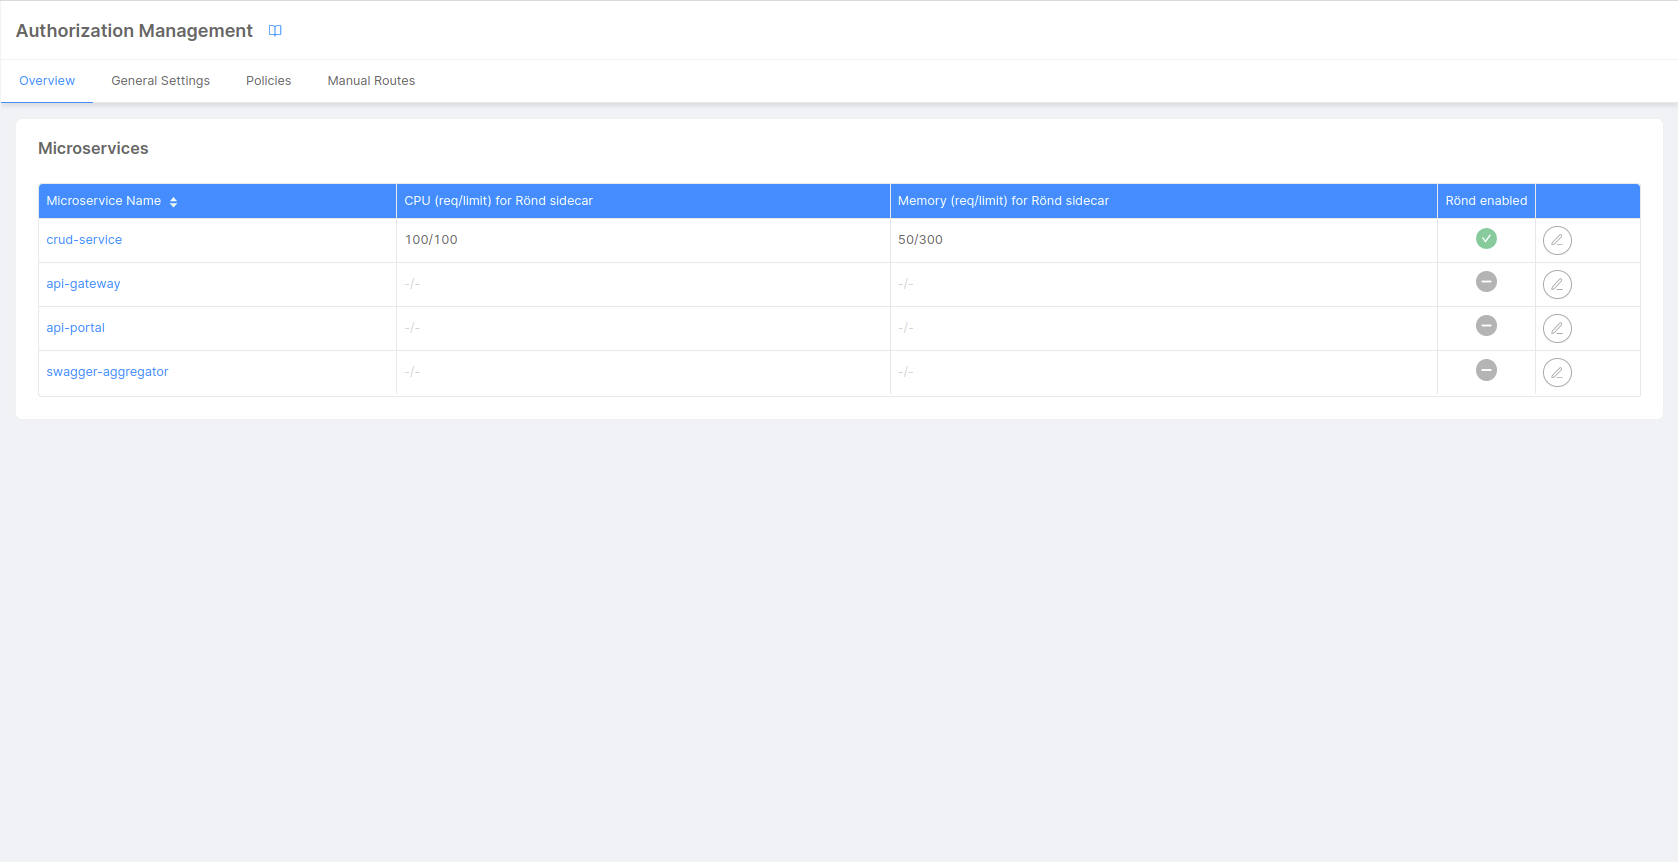 Authorization Management
Overview General Settings Policies Manual Routes
Microservices
Microservice Name CPU (req/limit) for Rönd sidecar Memory (req/limit) for Rönd sidecar Rönd enabled
crud-service 100/100 50/300
api-gateway -/- -/-
api-portal -/- -/-
swagger-aggregator -/- -/-